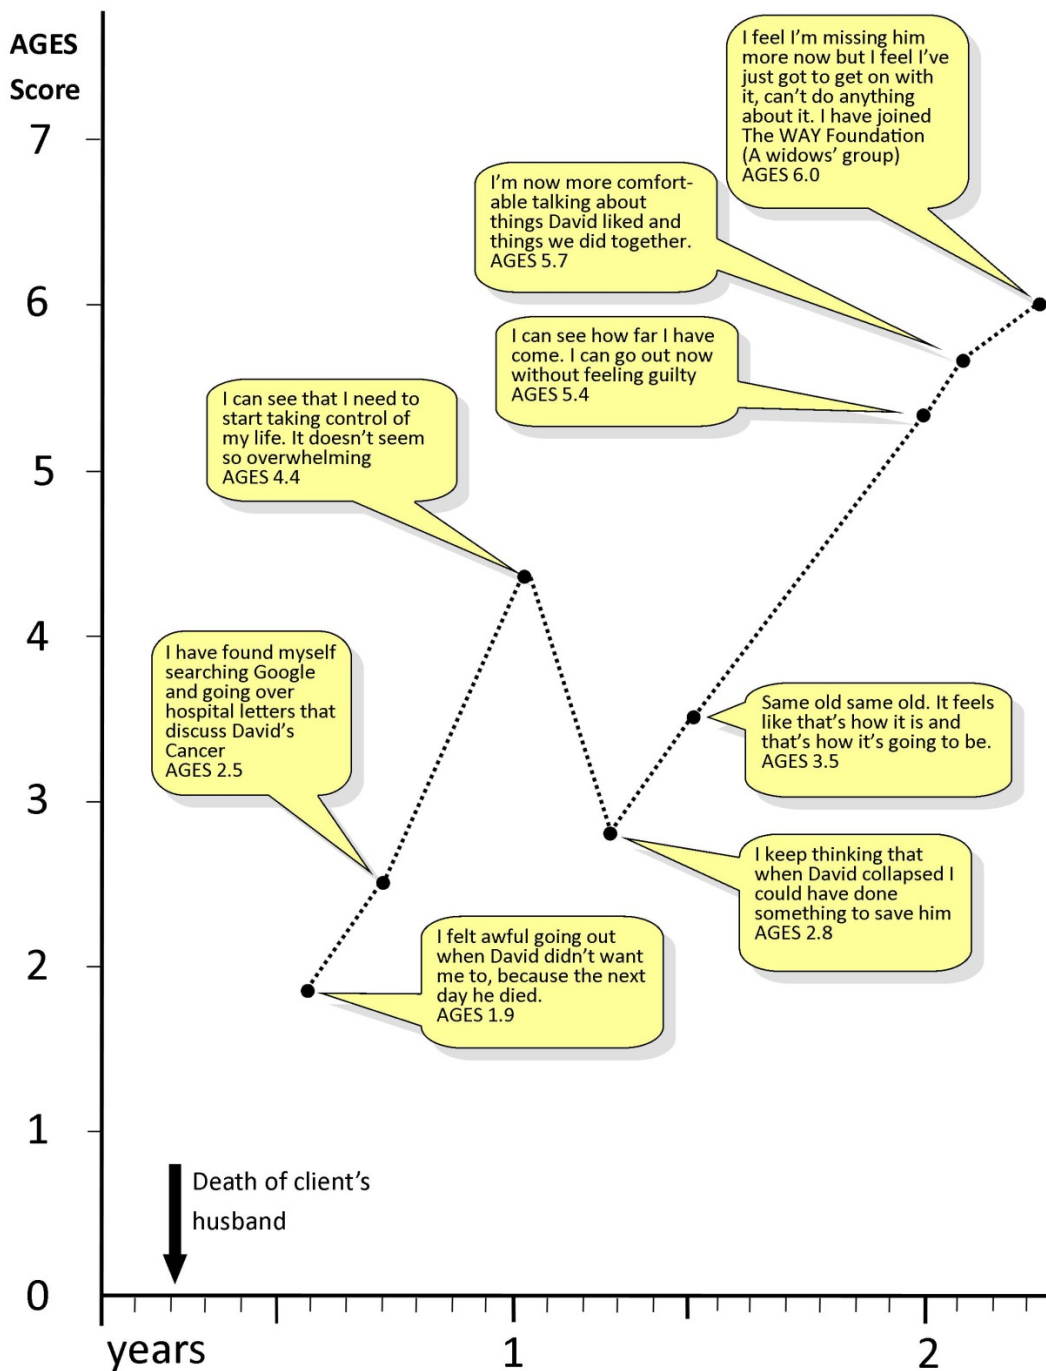 AGES
Score
7
6
5
4
3
2
1
0
I feel I’m missing him
more now but I feel I’ve
just got to get on with
it, can’t do anything
about it. I have joined
The WAY Foundation
(A widows’ group)
AGES 6.0
I’m now more comfort-
able talking about
things David liked and
things we did together.
AGES 5.7
I can see how far I have
come. I can go out now
without feeling guilty
AGES 5.4
I can see that I need to
start taking control of
my life. It doesn’t seem
so overwhelming
AGES 4.4
I have found myself
searching Google
and going over
hospital letters that
discuss David’s
Cancer
AGES 2.5
Same old same old. It feels
like that’s how it is and
that’s how it’s going to be.
AGES 3.5
I keep thinking that
when David collapsed I
could have done
something to save him
AGES 2.8
I felt awful going out
when David didn’t want
me to, because the next
day he died.
AGES 1.9
Death of client’s
husband
years
1
2